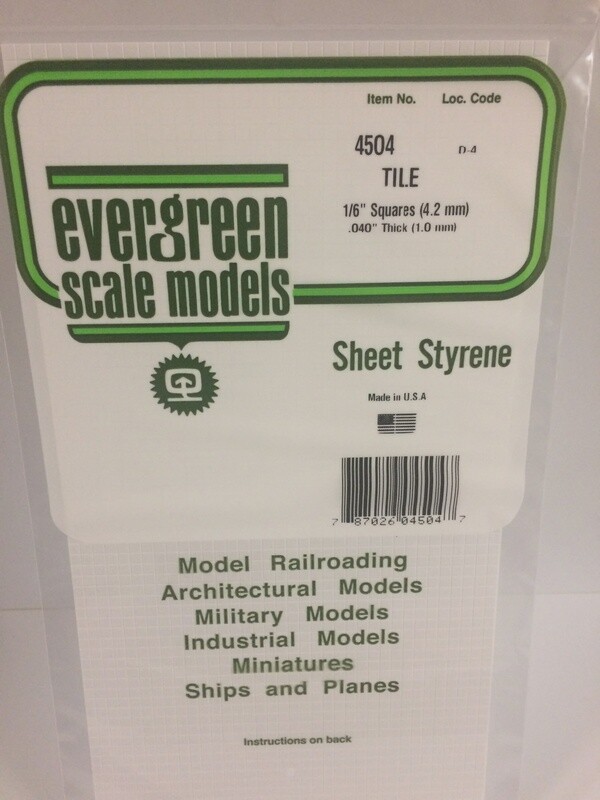 Item No. Loc. Code
4504 D-4
TILE
1/6" Squares (4.2 mm)
.040" Thick (1.0 mm)
evergreen
scale models
Sheet Styrene
Made in U.S.A
7 87026 04504 7
Model Railroading
Architectural Models
Military Models
Industrial Models
Miniatures
Ships and Planes
Instructions on back